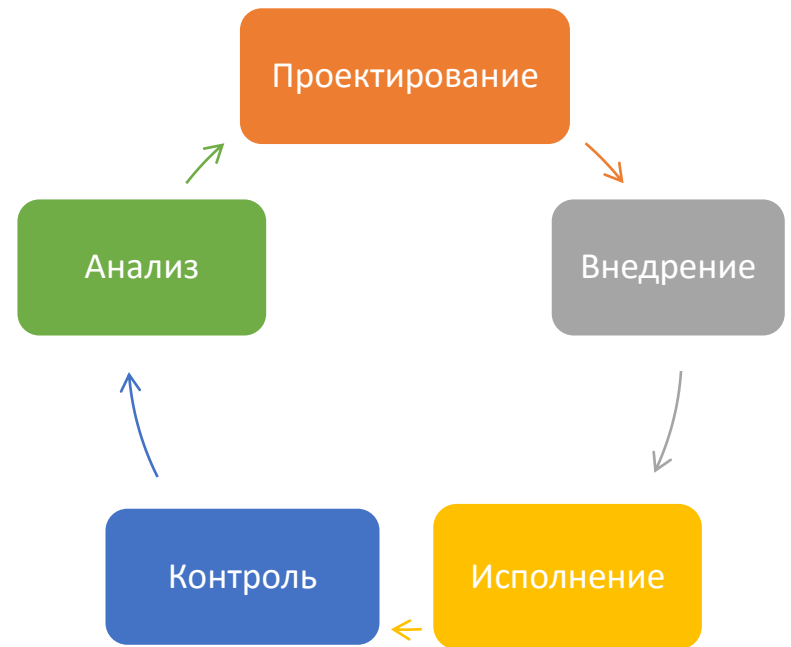 Проектирование
Анализ
Внедрение
Контроль
Исполнение